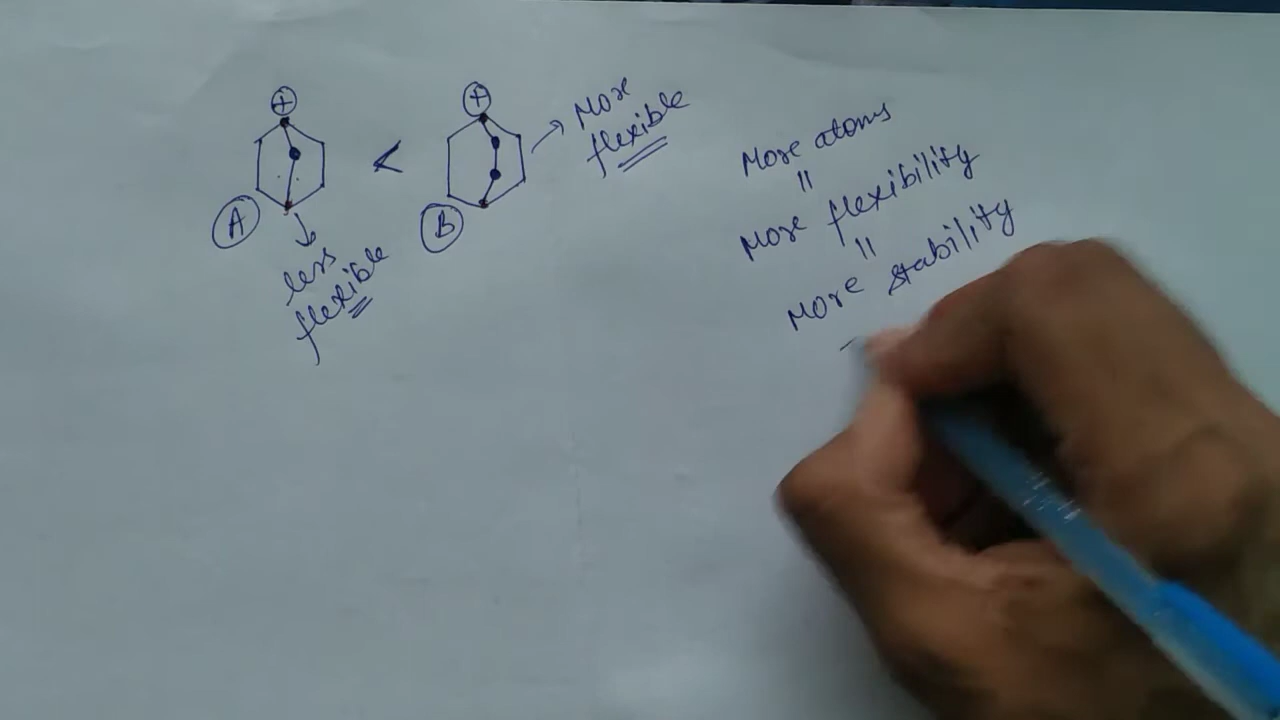 +
A
less
flexible
<
+
B
More
flexible
More atoms
"
More flexibility
"
More stability